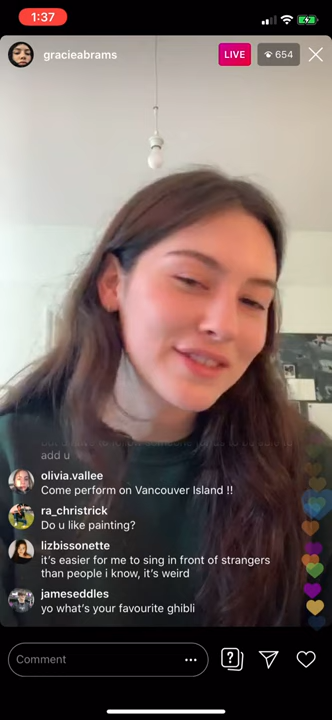 1:37
gracieabrams
LIVE
654
add u
olivia.vallee
Come perform on Vancouver Island !!
ra_christrick
Do u like painting?
lizbissonette
it's easier for me to sing in front of strangers
than people i know, it's weird
jameseddles
yo what's your favourite ghibli
Comment